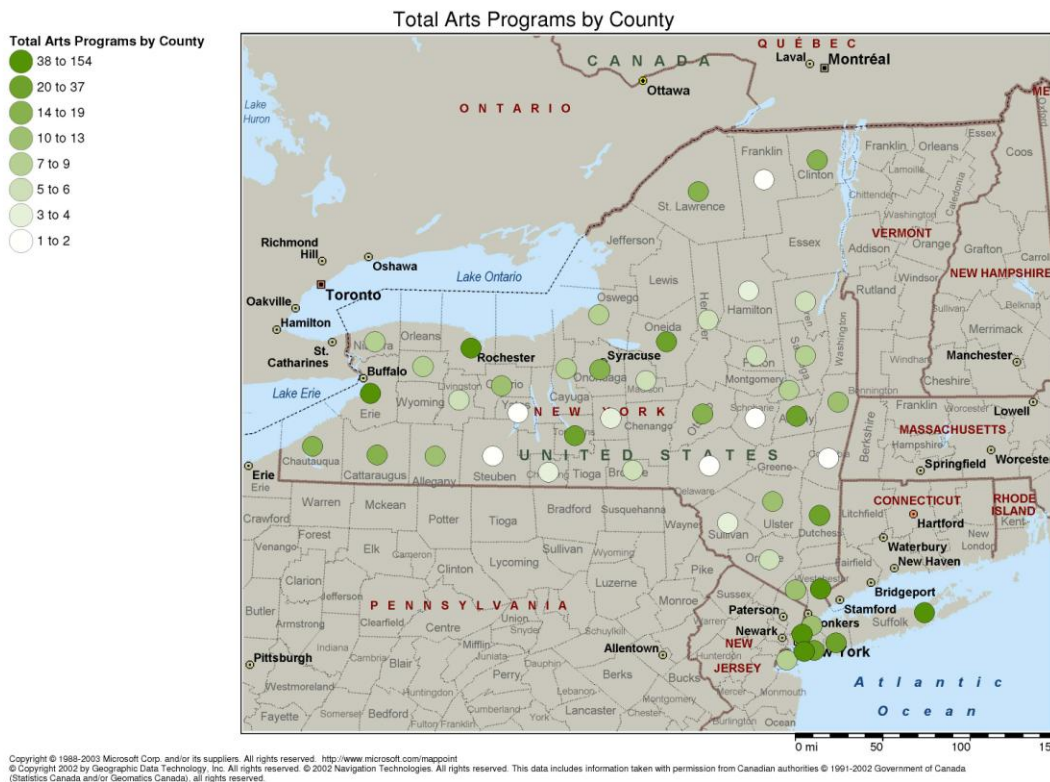 Total Arts Programs by County
Total Arts Programs by County
38 to 154
20 to 37
14 to 19
10 to 13
7 to 9
5 to 6
3 to 4
1 to 2
QUÉBEC
CANADA
Laval
Montréal
Ottawa
ONTARIO
Lake
Huron
Oxford
Essex
Franklin
Clinton
Franklin
Orleans
Coos
Lamoille
Chittenden
Caledonia
St. Lawrence
Washington
VERMONT
Jefferson
Essex
Addison
Orange
Grafton
Richmond
Hill
Oshawa
Lake Ontario
Lewis
Windsor
NEW HAMPSHIRE
Toronto
Oswego
Hamilton
Rutland
Belknap
Oakville
Hamilton
Orleans
Oneida
Washington
Sullivan
Merrimack
St.
Catharines
Rochester
Syracuse
Manchester
Buffalo
Montgomery
Bennington
Cheshire
Lake Erie
Wyoming
Livingston
Cayuga
Franklin
Worcester
Lowell
Erie
NEW YORK
Chenango
Berkshire
MASSACHUSETTS
Hampshire
Worcester
Chautauqua
UNITED STATES
Springfield
Erie
Erie
Cattaraugus
Allegany
Steuben
Tioga
Greene
Delaware
CONNECTICUT
RHODE
ISLAND
Warren
Mckean
Bradford
Susquehanna
Ulster
Litchfield
Hartford
Kent
Crawford
Potter
Tioga
Wayne
Sullivan
Dutchess
New
London
Forest
Waterbury
Venango
Elk
Cameron
Sullivan
Wyoming
Fairfield
New Haven
Clinton
Lycoming
Pike
Clarion
Luzerne
Sussex
Westchester
Bridgeport
Jefferson
Monroe
Stamford
Butler
PENNSYLVANIA
Paterson
Suffolk
Armstrong
Clearfield
Centre
Union
Snyder
Warren
Newark
Indiana
Mifflin
Schuylkill
NEW
Pittsburgh
Cambria
Blair
Juniata
Dauphin
Allentown
Hunterdon
JERSEY
Perry
Berks
Bucks
Atlantic
Westmoreland
Huntingdon
Lebanon
Mercer
Monmouth
Fayette
Somerset
Bedford
Cumberland
Lancaster
Montgomery
Ocean
Fulton
Franklin
York
Chester
Burlington
Ocean
0 mi
50
100
Copyright © 1988-2003 Microsoft Corp. and/or its suppliers. All rights reserved. http://www.microsoft.com/mappoint
© Copyright 2002 by Geographic Data Technology, Inc. All rights reserved. © 2002 Navigation Technologies. All rights reserved. This data includes information taken with permission from Canadian authorities © 1991-2002 Government of Canada
(Statistics Canada and/or Geomatics Canada), all rights reserved.